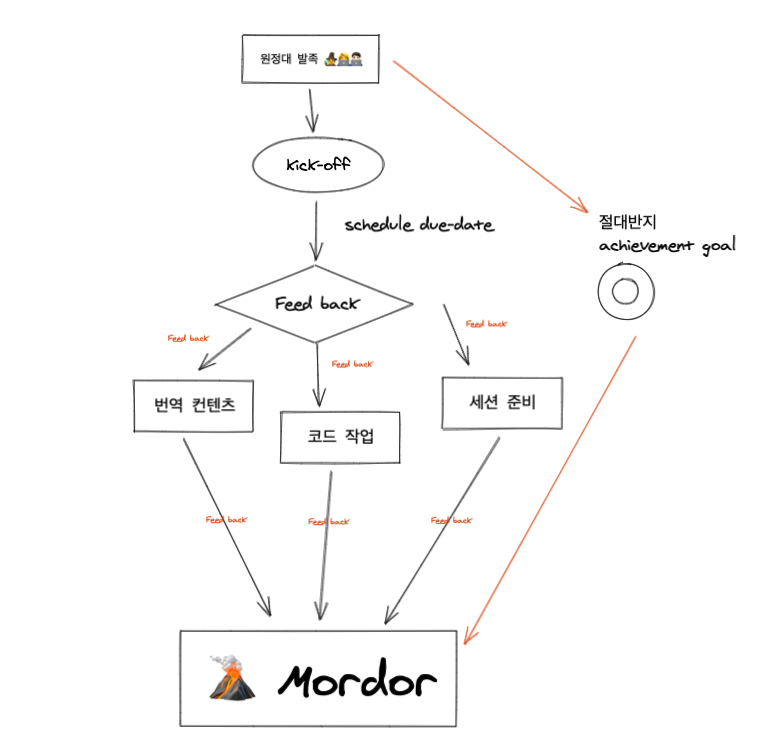 원정대 발족
kick-off
schedule due-date
절대반지
achievement goal
Feed back
Feed back
Feed back
Feed back
번역 컨텐츠
코드 작업
세션 준비
Feed back
Feed back
Feed back
Mordor